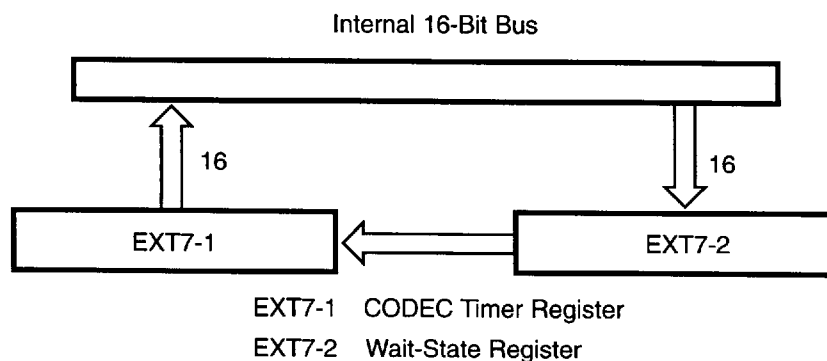 Internal 16-Bit Bus
16
16
EXT7-1
EXT7-2
EXT7-1 CODEC Timer Register
EXT7-2 Wait-State Register